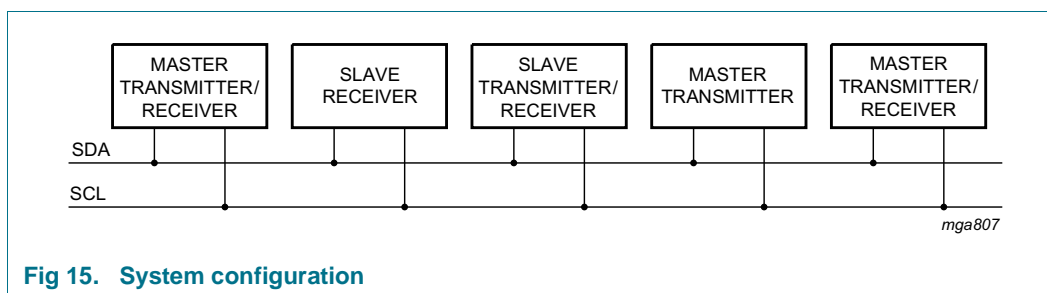 MASTER
TRANSMITTER/
RECEIVER
SLAVE
RECEIVER
SLAVE
TRANSMITTER/
RECEIVER
MASTER
TRANSMITTER
MASTER
TRANSMITTER/
RECEIVER
SDA
SCL
mga807
Fig 15. System configuration